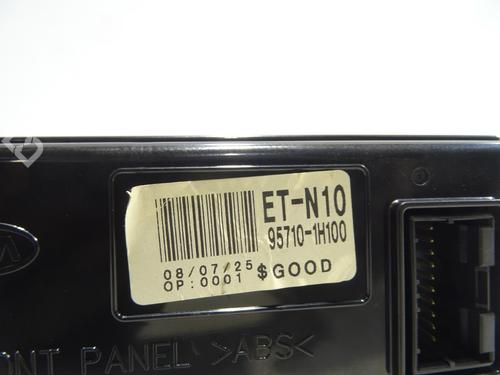 ET-N10
95710-1H100
08/07/25 $GOOD
OP:0001
ONT PANEL >ABS<